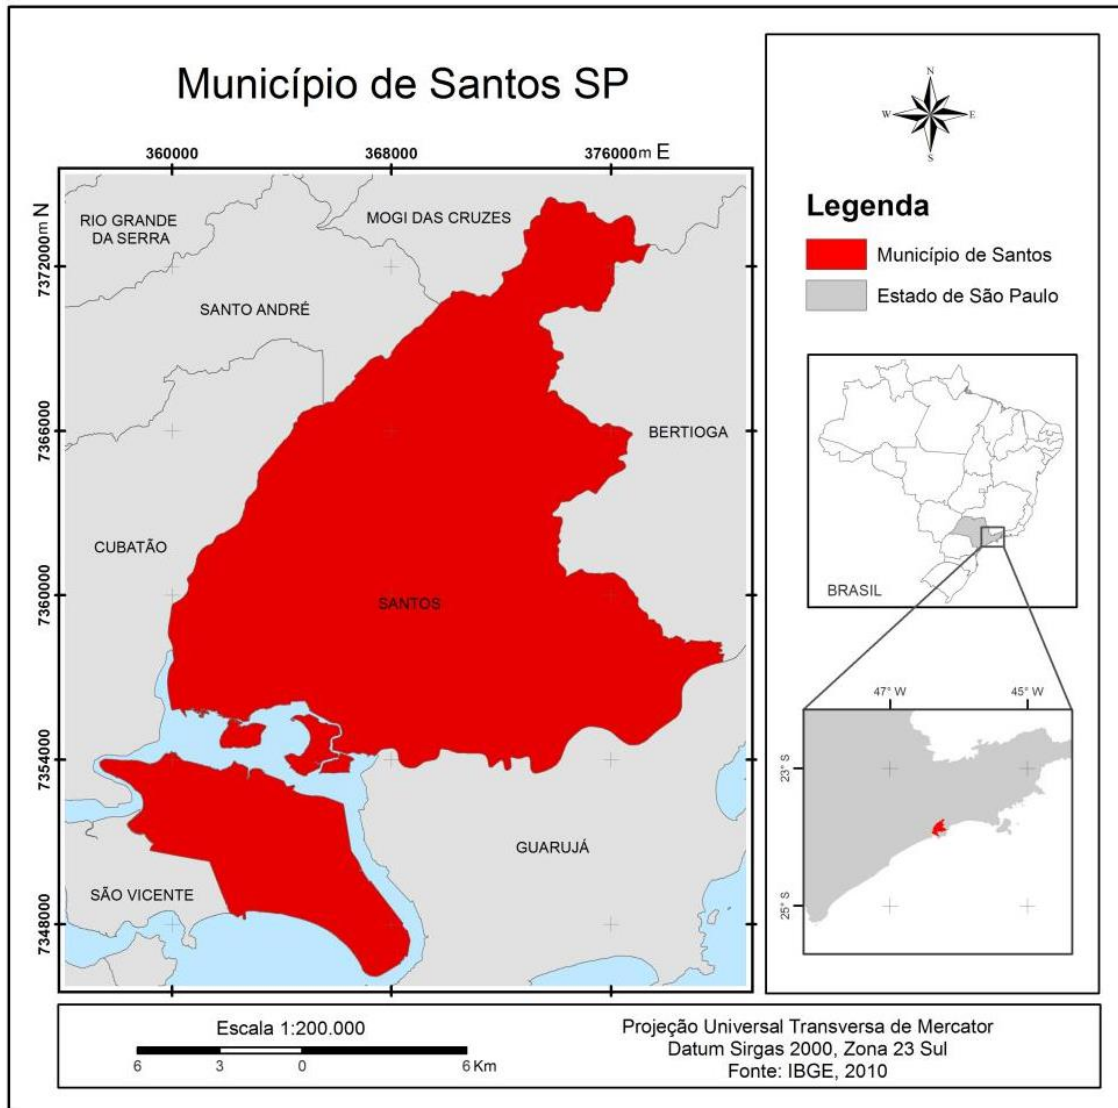 Município de Santos SP
360000
368000
376000m E
7372000m N
7366000
7360000
7354000
7348000
RIO GRANDE
DA SERRA
MOGI DAS CRUZES
SANTO ANDRÉ
BERTIOGA
CUBATÃO
SANTOS
GUARUJÁ
SÃO VICENTE
N
W
E
S
Legenda
Município de Santos
Estado de São Paulo
BRASIL
47° W
45° W
23° S
25° S
Escala 1:200.000
6 3 0 6 Km
Projeção Universal Transversa de Mercator
Datum Sirgas 2000, Zona 23 Sul
Fonte: IBGE, 2010